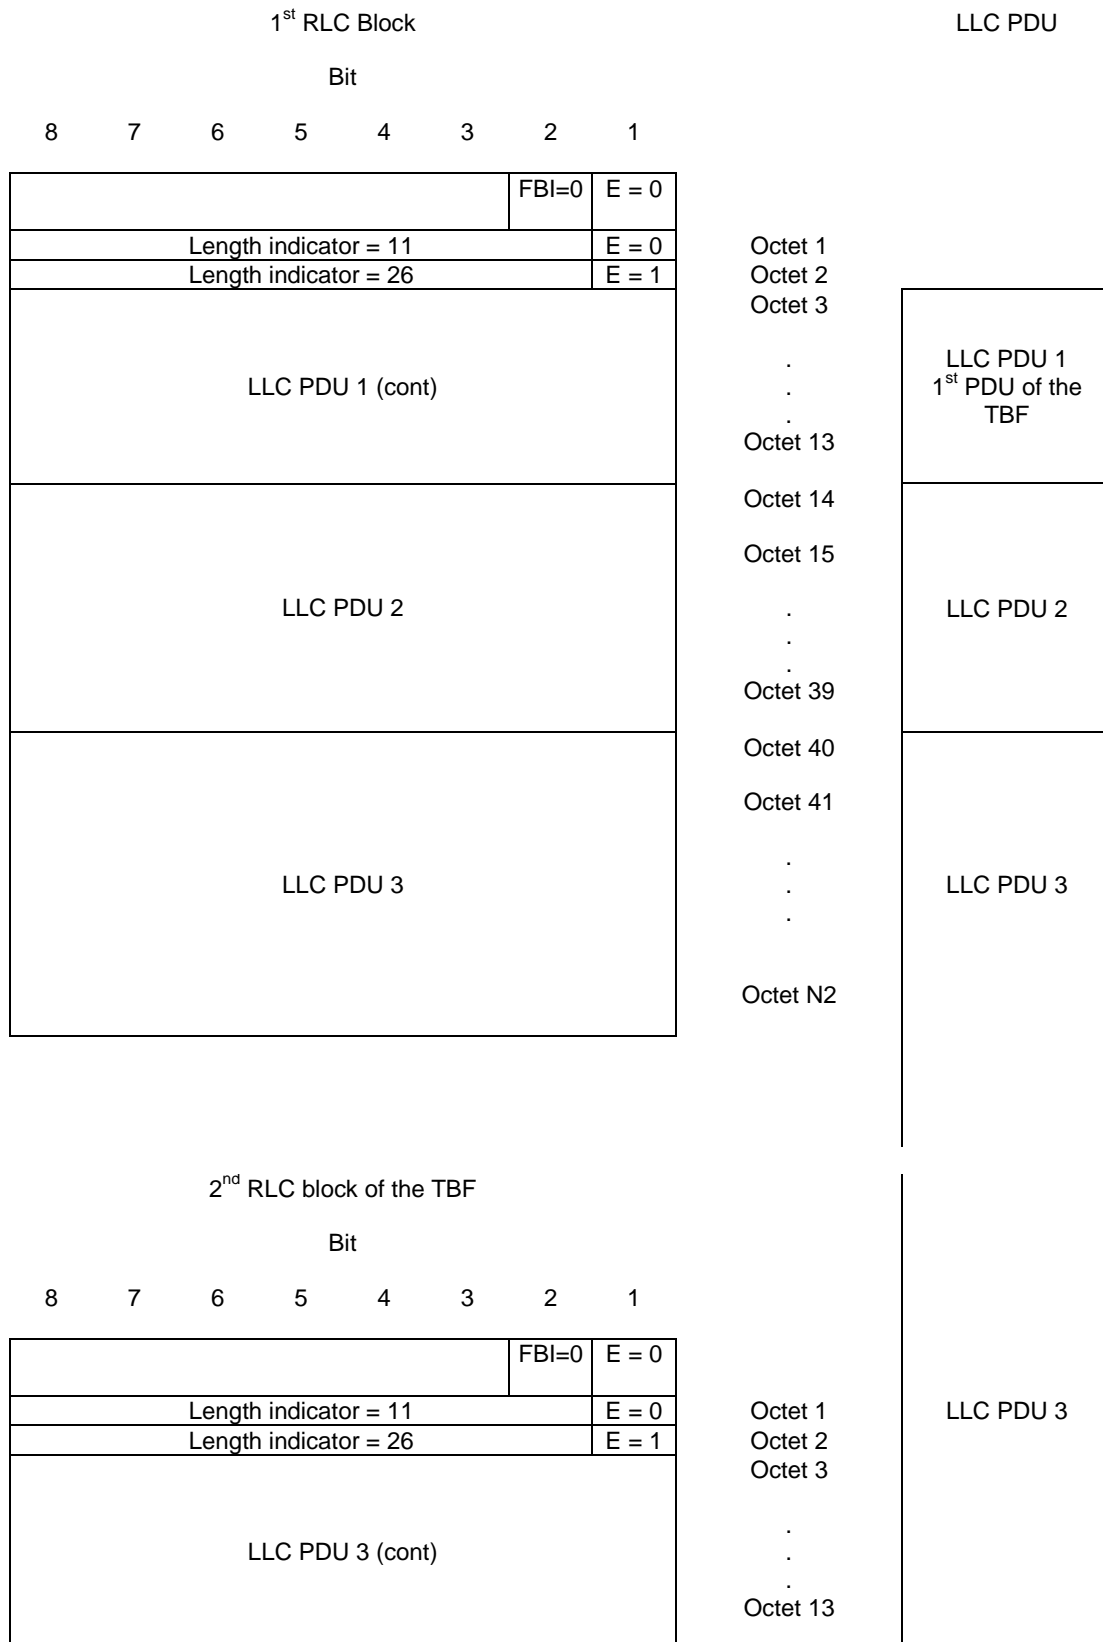 1st RLC Block LLC PDU
Bit
8 7 6 5 4 3 2 1
FBI=0 E = 0
Length indicator = 11 E = 0 Octet 1
Length indicator = 26 E = 1 Octet 2
Octet 3
.
LLC PDU 1 (cont) . LLC PDU 1
1st PDU of the
TBF
.
Octet 13
Octet 14
Octet 15
LLC PDU 2 . LLC PDU 2
.
.
Octet 39
Octet 40
Octet 41
.
LLC PDU 3 . LLC PDU 3
.
Octet N2
2nd RLC block of the TBF
Bit
8 7 6 5 4 3 2 1
FBI=0 E = 0
Length indicator = 11 E = 0 Octet 1 LLC PDU 3
Length indicator = 26 E = 1 Octet 2
Octet 3
.
LLC PDU 3 (cont) .
.
Octet 13